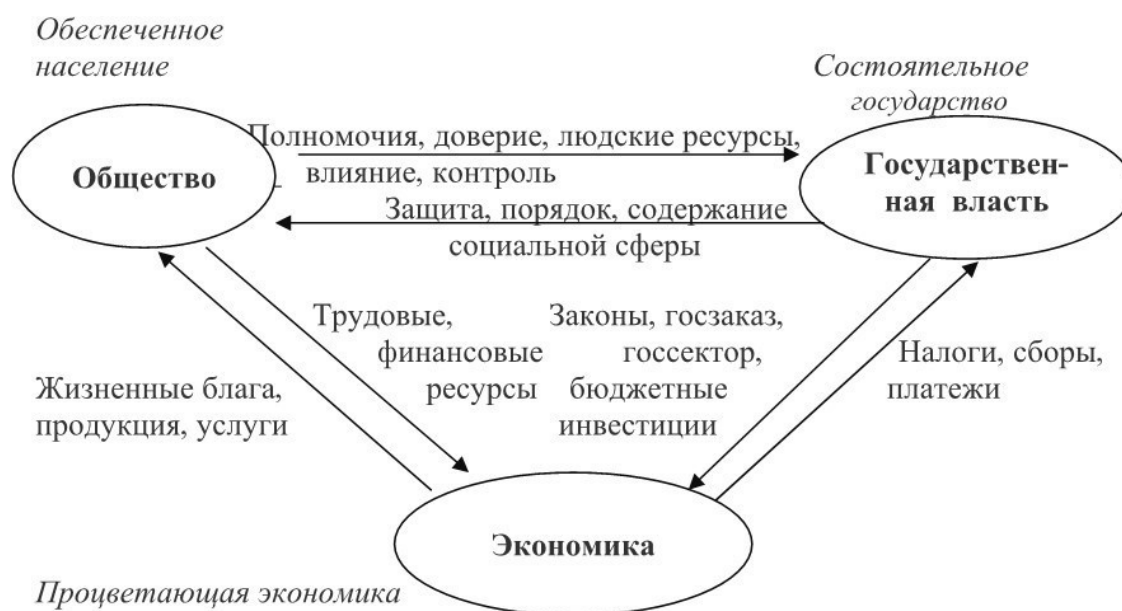 Обеспеченное
население
Состоятельное
государство
Полномочия, доверие, людские ресурсы,
влияние, контроль
Общество
Государствен-
ная власть
Защита, порядок, содержание
социальной сферы
Трудовые,
финансовые
ресурсы
Законы, госзаказ,
госсектор,
бюджетные
инвестиции
Налоги, сборы,
платежи
Жизненные блага,
продукция, услуги
Экономика
Процветающая экономика